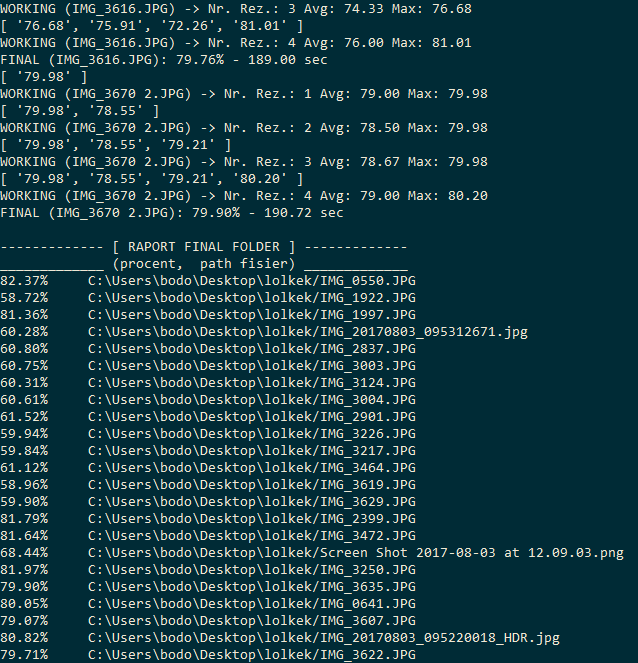 WORKING (IMG_3616.JPG) -> Nr. Rez.: 3 Avg: 74.33 Max: 76.68
[ '76.68', '75.91', '72.26', '81.01' ]
WORKING (IMG_3616.JPG) -> Nr. Rez.: 4 Avg: 76.00 Max: 81.01
FINAL (IMG_3616.JPG): 79.76% - 189.00 sec
[ '79.98' ]
WORKING (IMG_3670 2.JPG) -> Nr. Rez.: 1 Avg: 79.00 Max: 79.98
[ '79.98', '78.55' ]
WORKING (IMG_3670 2.JPG) -> Nr. Rez.: 2 Avg: 78.50 Max: 79.98
[ '79.98', '78.55', '79.21' ]
WORKING (IMG_3670 2.JPG) -> Nr. Rez.: 3 Avg: 78.67 Max: 79.98
[ '79.98', '78.55', '79.21', '80.20' ]
WORKING (IMG_3670 2.JPG) -> Nr. Rez.: 4 Avg: 79.00 Max: 80.20
FINAL (IMG_3670 2.JPG): 79.90% - 190.72 sec
------------- [ RAPORT FINAL FOLDER ] -------------
_____________ (procent,  path fisier) _____________
82.37%     C:\Users\bodo\Desktop\lolkek/IMG_0550.JPG
58.72%     C:\Users\bodo\Desktop\lolkek/IMG_1922.JPG
81.36%     C:\Users\bodo\Desktop\lolkek/IMG_1997.JPG
60.28%     C:\Users\bodo\Desktop\lolkek/IMG_20170803_095312671.jpg
60.80%     C:\Users\bodo\Desktop\lolkek/IMG_2837.JPG
60.75%     C:\Users\bodo\Desktop\lolkek/IMG_3003.JPG
60.31%     C:\Users\bodo\Desktop\lolkek/IMG_3124.JPG
60.61%     C:\Users\bodo\Desktop\lolkek/IMG_3004.JPG
61.52%     C:\Users\bodo\Desktop\lolkek/IMG_2901.JPG
59.94%     C:\Users\bodo\Desktop\lolkek/IMG_3226.JPG
59.84%     C:\Users\bodo\Desktop\lolkek/IMG_3217.JPG
61.12%     C:\Users\bodo\Desktop\lolkek/IMG_3464.JPG
58.96%     C:\Users\bodo\Desktop\lolkek/IMG_3619.JPG
59.90%     C:\Users\bodo\Desktop\lolkek/IMG_3629.JPG
81.79%     C:\Users\bodo\Desktop\lolkek/IMG_2399.JPG
81.64%     C:\Users\bodo\Desktop\lolkek/IMG_3472.JPG
68.44%     C:\Users\bodo\Desktop\lolkek/Screen Shot 2017-08-03 at 12.09.03.png
81.97%     C:\Users\bodo\Desktop\lolkek/IMG_3250.JPG
79.90%     C:\Users\bodo\Desktop\lolkek/IMG_3635.JPG
80.05%     C:\Users\bodo\Desktop\lolkek/IMG_0641.JPG
79.07%     C:\Users\bodo\Desktop\lolkek/IMG_3607.JPG
80.82%     C:\Users\bodo\Desktop\lolkek/IMG_20170803_095220018_HDR.jpg
79.71%     C:\Users\bodo\Desktop\lolkek/IMG_3622.JPG